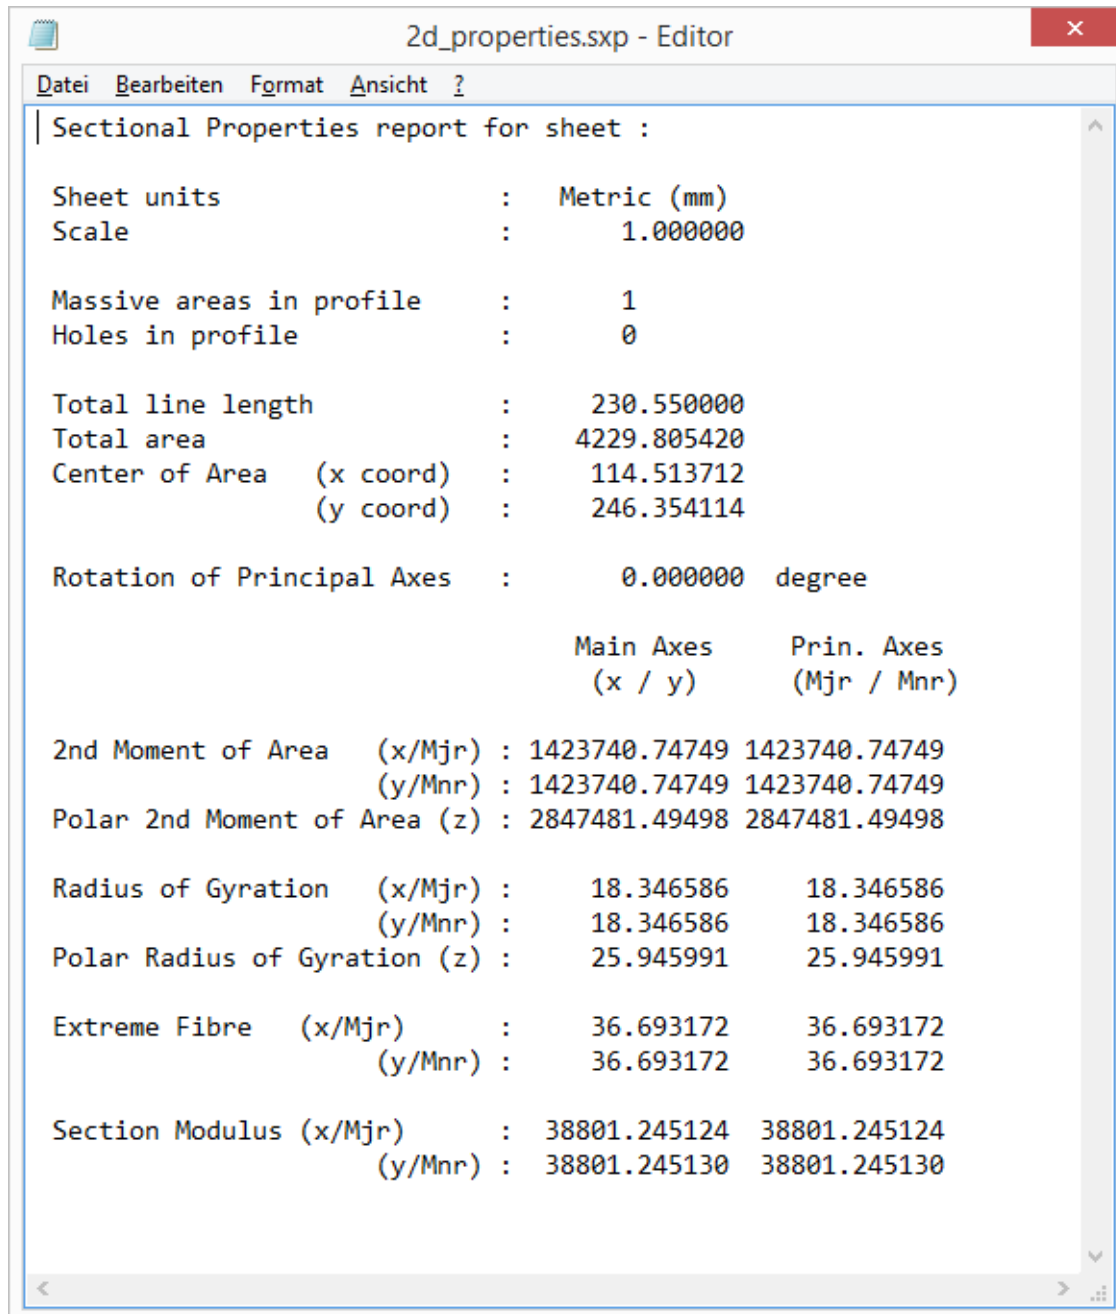 2d_properties.sxp - Editor
Datei Bearbeiten Format Ansicht ?
Sectional Properties report for sheet :
Sheet units : Metric (mm)
Scale : 1.000000
Massive areas in profile : 1
Holes in profile : 0
Total line length : 230.550000
Total area : 4229.805420
Center of Area (x coord) : 114.513712
(y coord) : 246.354114
Rotation of Principal Axes : 0.000000 degree
Main Axes Prin. Axes
(x / y) (Mjr / Mnr)
2nd Moment of Area (x/Mjr) : 1423740.74749 1423740.74749
(y/Mnr) : 1423740.74749 1423740.74749
Polar 2nd Moment of Area (z) : 2847481.49498 2847481.49498
Radius of Gyration (x/Mjr) : 18.346586 18.346586
(y/Mnr) : 18.346586 18.346586
Polar Radius of Gyration (z) : 25.945991 25.945991
Extreme Fibre (x/Mjr) : 36.693172 36.693172
(y/Mnr) : 36.693172 36.693172
Section Modulus (x/Mjr) : 38801.245124 38801.245124
(y/Mnr) : 38801.245130 38801.245130